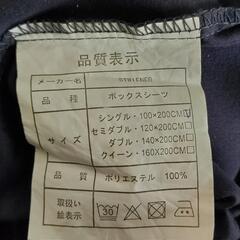 品質表示
メーカー名
品種 ボックスシーツ
サイズ
シングル・100×200CM
セミダブル・120×200CM
ダブル・140×200CM
クイーン・160X200CM
品質 ポリエステル 100%
取扱い
絵表示
30